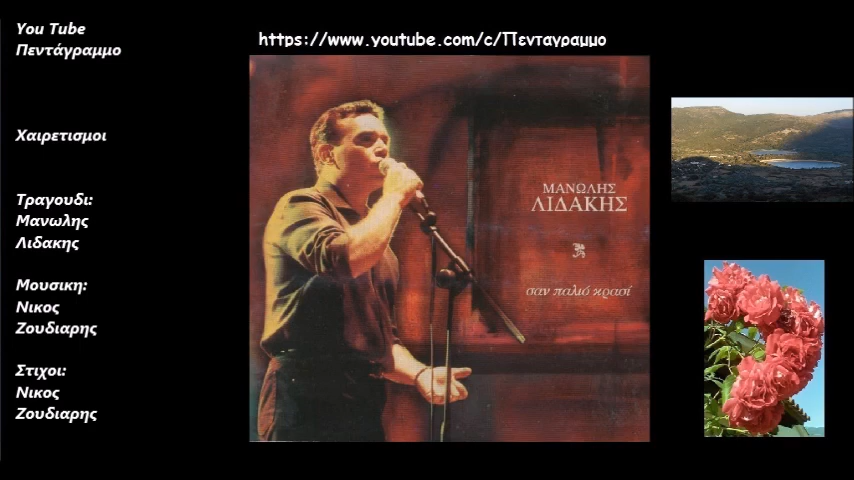 You Tube
Πεντάγραμμο
https://www.youtube.com/c/Πενταγραμμο
Χαιρετισμοι
Τραγουδι:
Μανωλης
Λιδακης
Μουσικη:
Νικος
Ζουδιαρης
Στιχοι:
Νικος
Ζουδιαρης
ΜΑΝΩΛΗΣ
ΛΙΔΑΚΗΣ
σαν παλιό κρασί